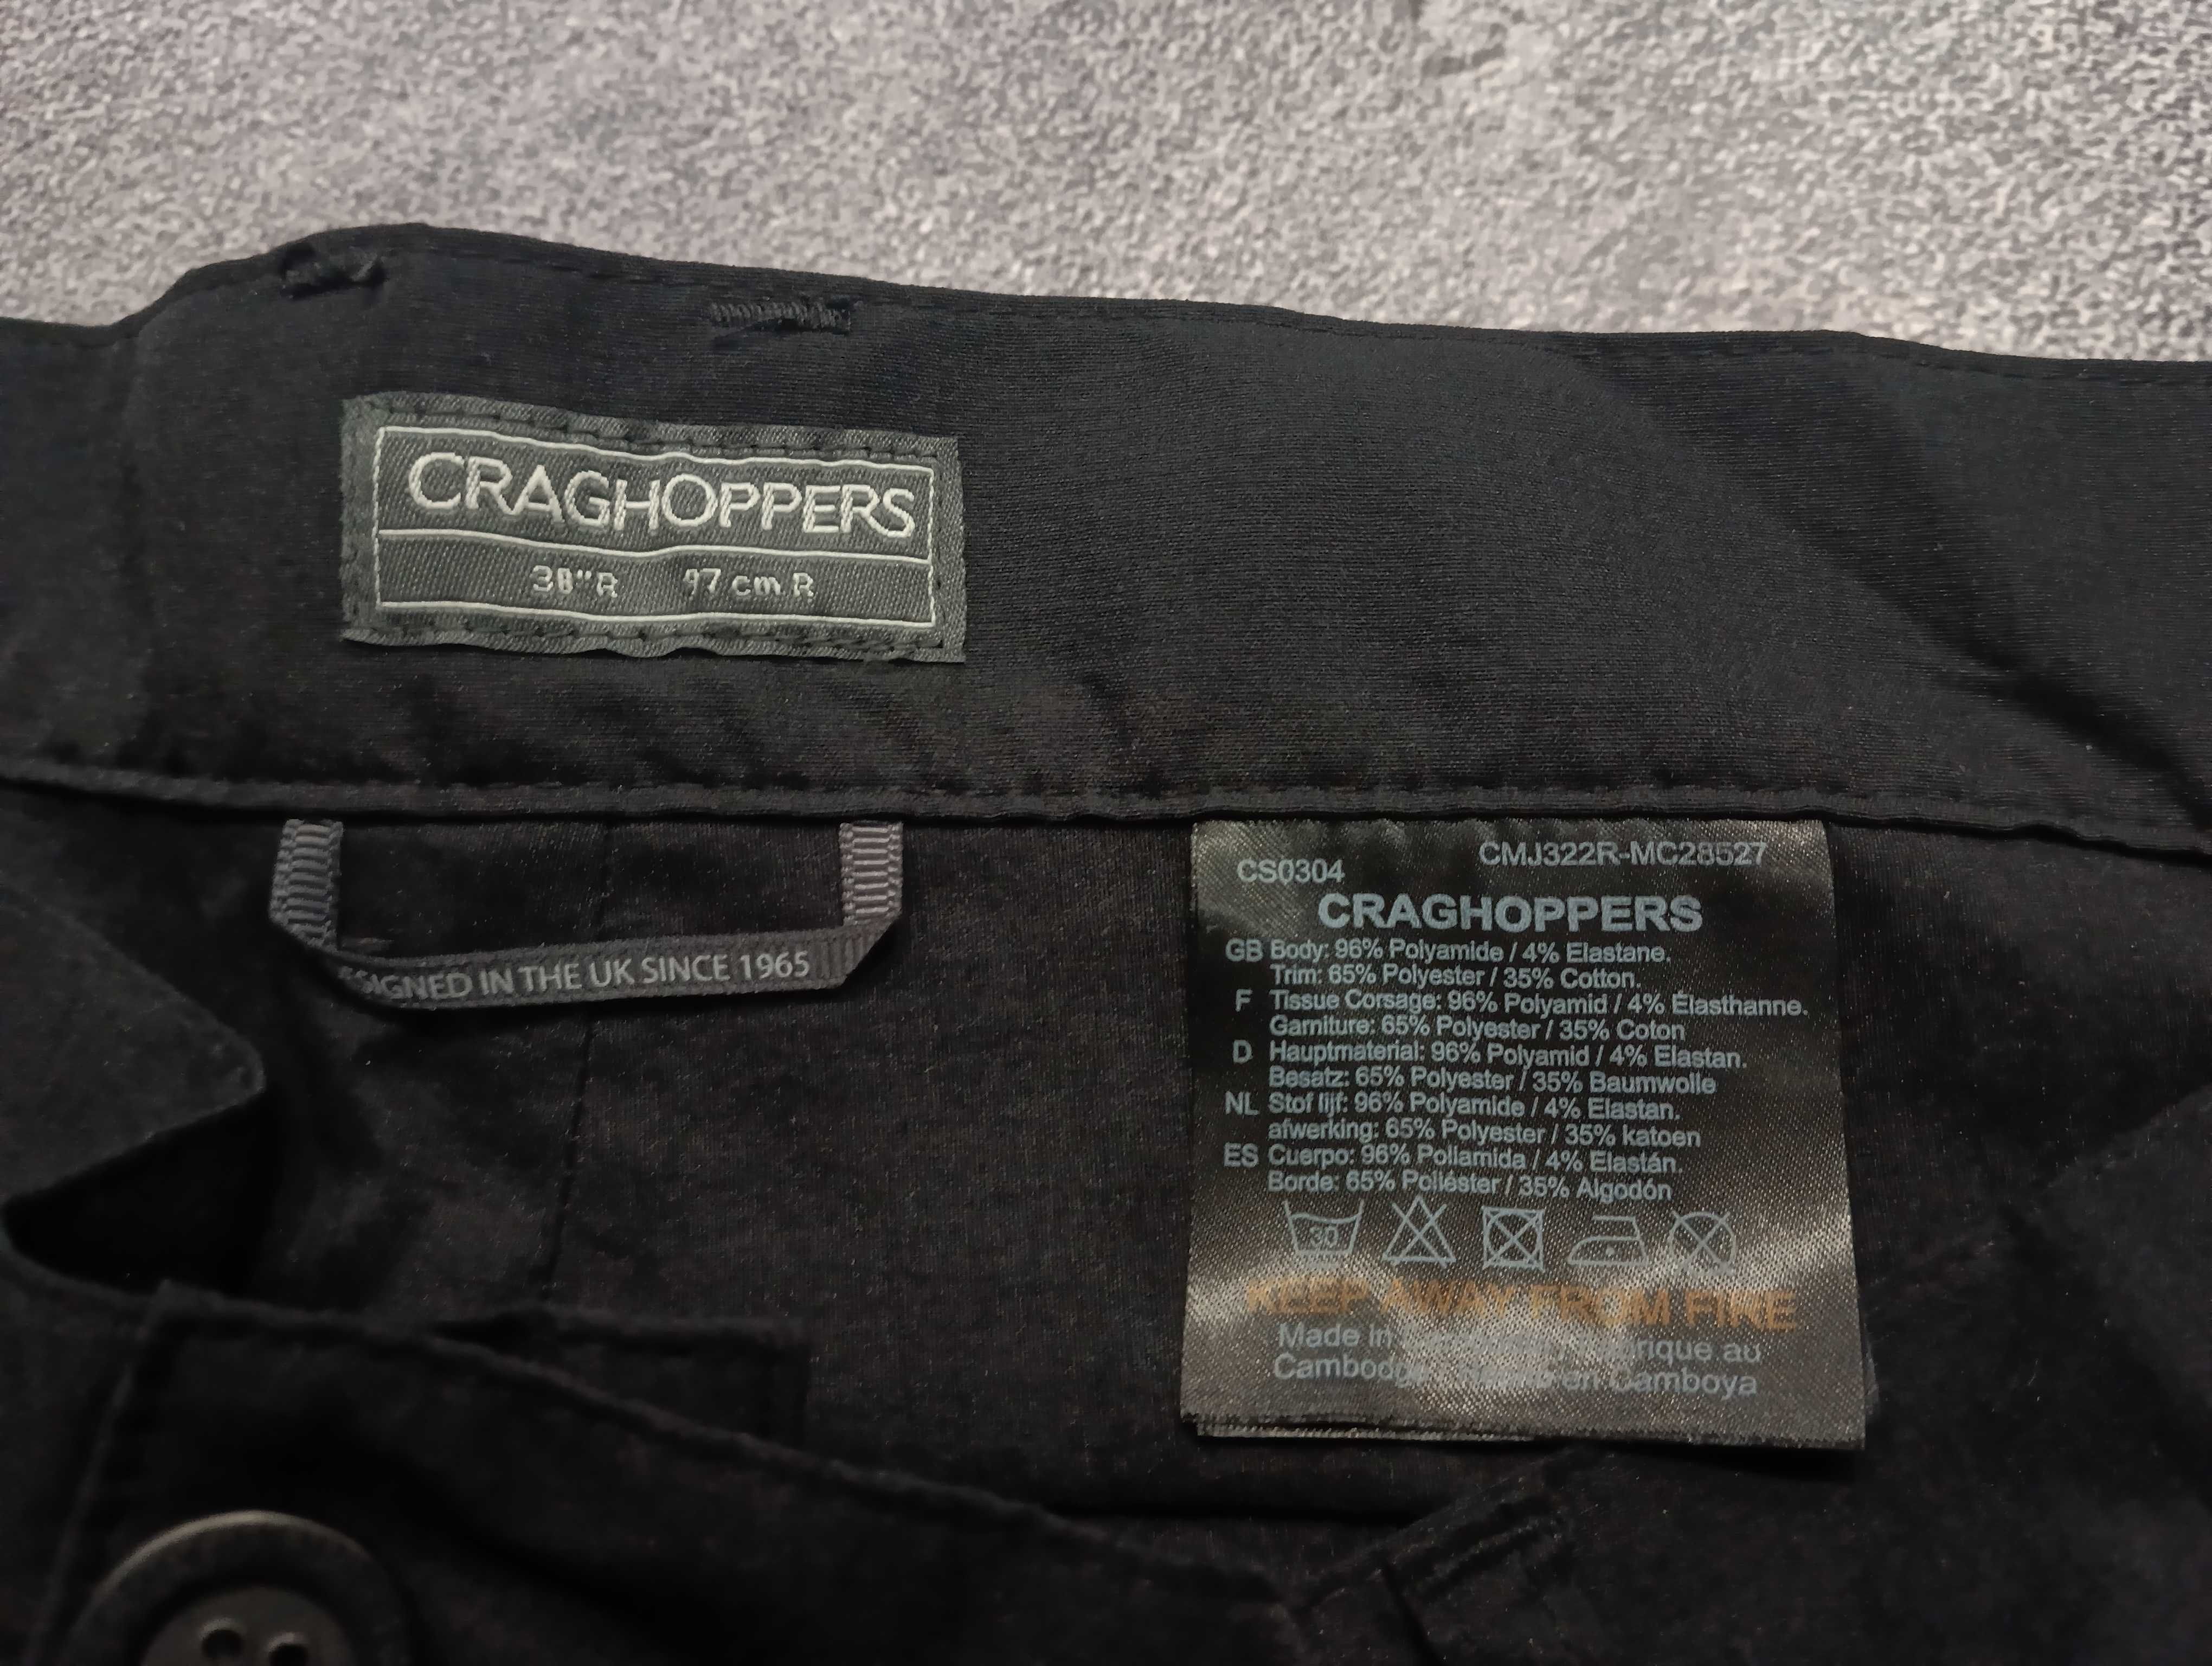 CRAGHOPPERS
38"R 97 cm R
SIGNED IN THE UK SINCE 1965
CS0304 CMJ322R-MC28527
CRAGHOPPERS
GB Body: 96% Polyamide / 4% Elastane.
Trim: 65% Polyester / 35% Cotton.
F Tissue Corsage: 96% Polyamid / 4% Élasthanne.
Garniture: 65% Polyester / 35% Coton
D Hauptmaterial: 96% Polyamid / 4% Elastan.
Besatz: 65% Polyester / 35% Baumwolle
NL Stof lijf: 96% Polyamide / 4% Elastan.
afwerking: 65% Polyester / 35% katoen
ES Cuerpo: 96% Poliamida / 4% Elastán.
Borde: 65% Poliéster / 35% Algodón
30
KEEP AWAY FROM FIRE
Made in au
en Camboya